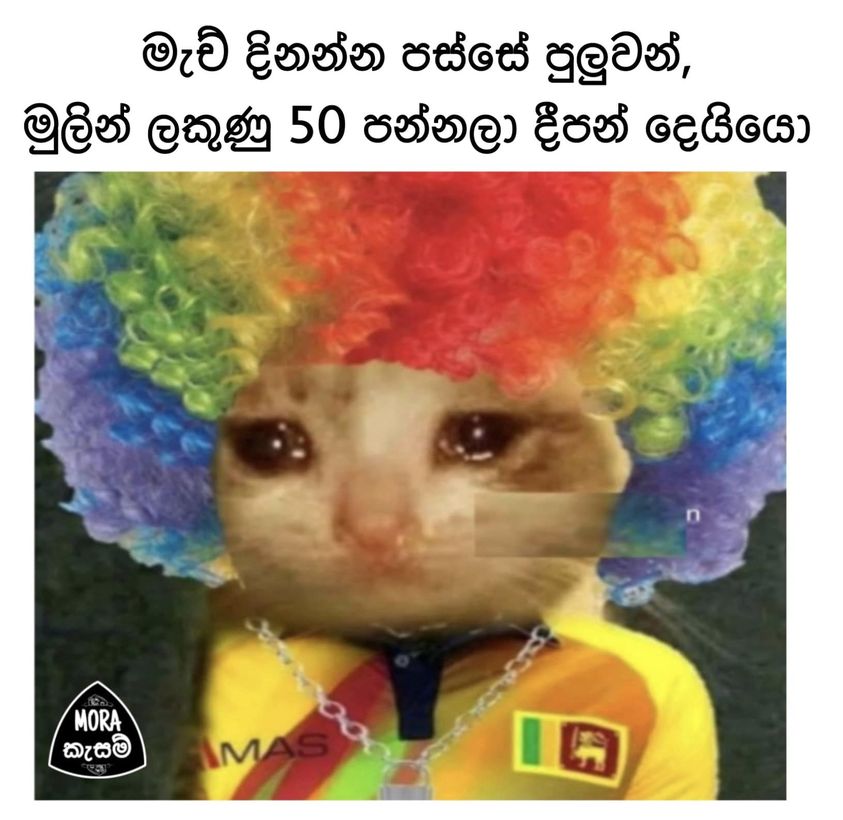 මැච් දිනන්න පස්සේ පුලුවන්,
මුලින් ලකුණු 50 පන්නලා දීපන් දෙයියො
n
MAS
MORA
කැසම්